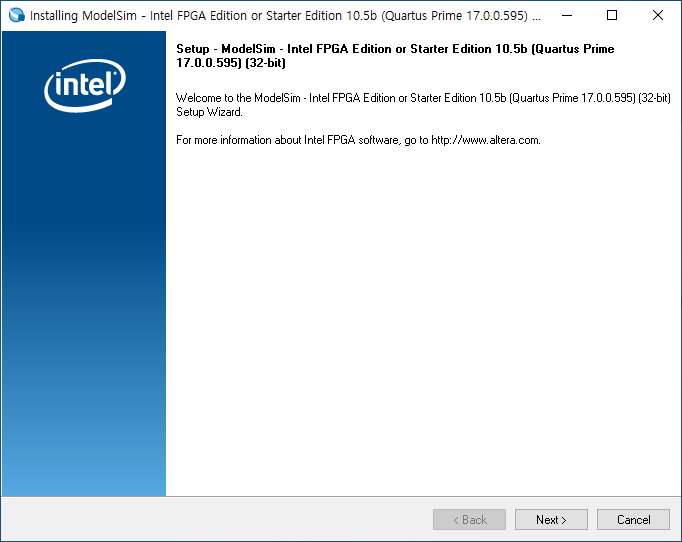 Installing ModelSim - Intel FPGA Edition or Starter Edition 10.5b (Quartus Prime 17.0.0.595) ...
intel
Setup - ModelSim - Intel FPGA Edition or Starter Edition 10.5b (Quartus Prime
17.0.0.595) (32-bit)
Welcome to the ModelSim - Intel FPGA Edition or Starter Edition 10.5b (Quartus Prime 17.0.0.595) (32-bit)
Setup Wizard.
For more information about Intel FPGA software, go to http://www.altera.com.
< Back
Next >
Cancel